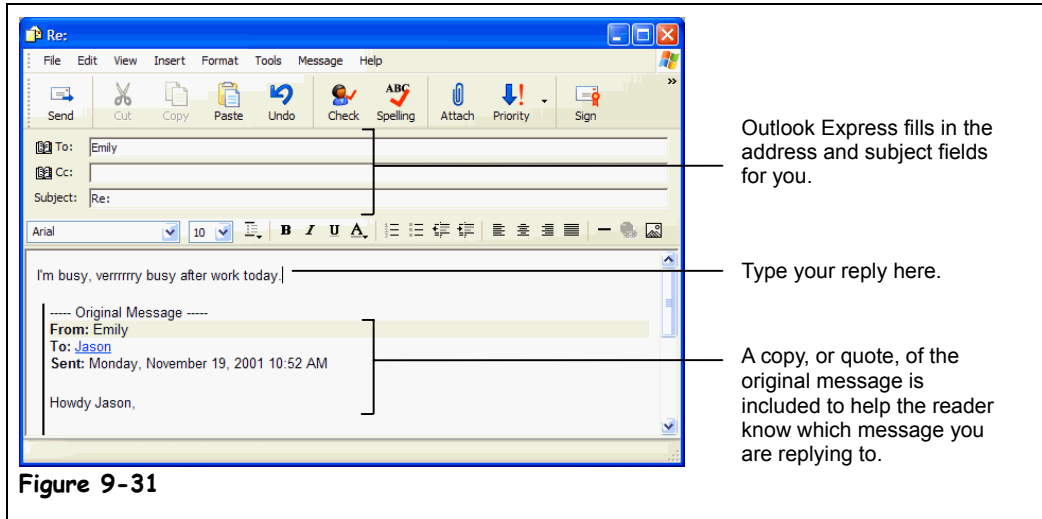 Re:
File Edit View Insert Format Tools Message Help
ABC
Send Cut Copy Paste Undo Check Spelling Attach Priority Sign
To: Emily
Cc:
Subject: Re:
Arial 10 B I U A
I'm busy, verrrrrry busy after work today.
----- Original Message -----
From: Emily
To: Jason
Sent: Monday, November 19, 2001 10:52 AM
Howdy Jason,
Outlook Express fills in the
address and subject fields
for you.
Type your reply here.
A copy, or quote, of the
original message is
included to help the reader
know which message you
are replying to.
Figure 9-31